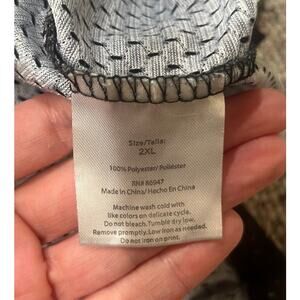 Size/Talla:
2XL
100% Polyester/ Poliéster
RN# 86947
Made in China/ Hecho En China
Machine wash cold with
like colors on delicate cycle.
Do not bleach. Tumble dry low.
Remove promptly. Low Iron as needed.
Do not iron on print.